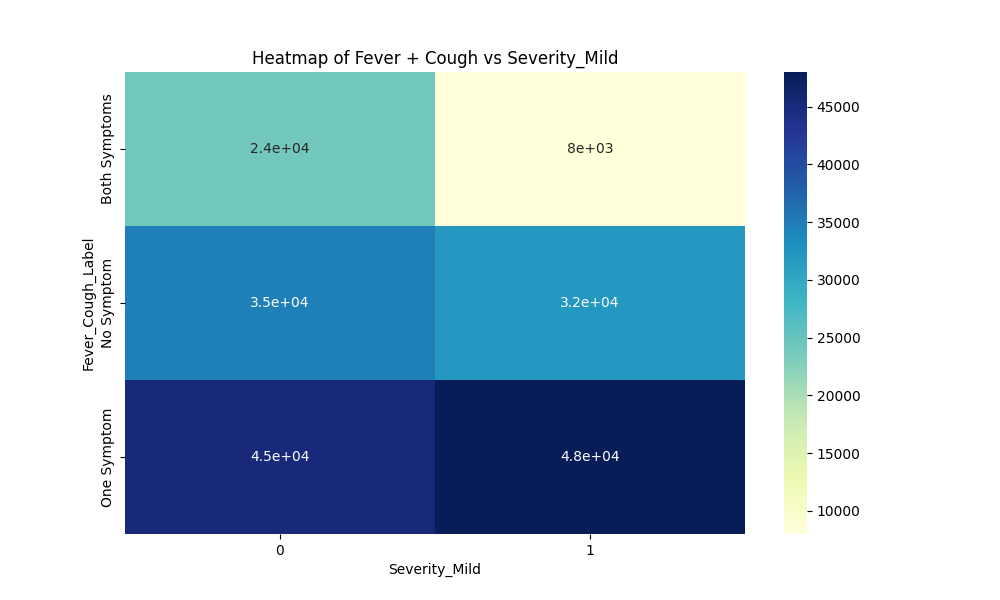 Heatmap of Fever + Cough vs Severity_Mild
Fever_Cough_Label
Both Symptoms
2.4e+04
8e+03
No Symptom
3.5e+04
3.2e+04
One Symptom
4.5e+04
4.8e+04
0
1
Severity_Mild
45000
40000
35000
30000
25000
20000
15000
10000